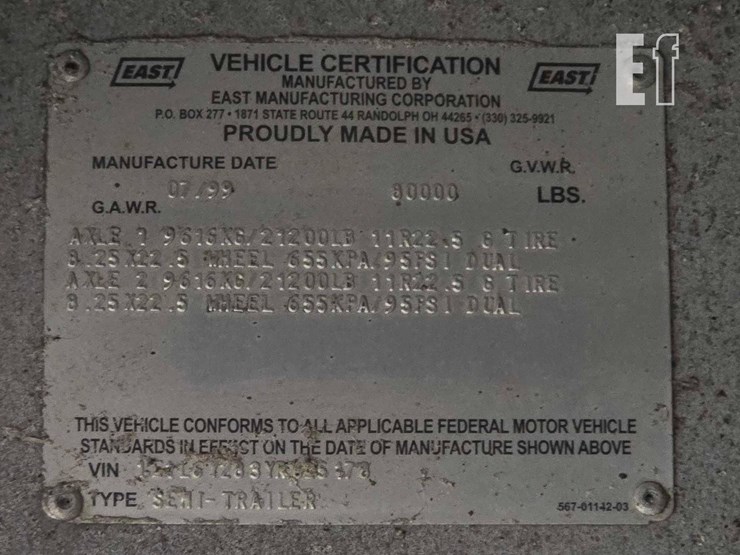 Ef
EAST VEHICLE CERTIFICATION EAST
MANUFACTURED BY
EAST MANUFACTURING CORPORATION
P.O. BOX 277 • 1871 STATE ROUTE 44 RANDOLPH OH 44265 • (330) 325-9921
PROUDLY MADE IN USA
MANUFACTURE DATE G.V.W.R.
07/99 80000 LBS.
G.A.W.R.
AXLE 1 9616KG/21200LB 11R22.5 G TIRE
8.25X22.5 WHEEL 655KPA/95PSI DUAL
AXLE 2 9616KG/21200LB 11R22.5 G TIRE
8.25X22.5 WHEEL 655KPA/95PSI DUAL
THIS VEHICLE CONFORMS TO ALL APPLICABLE FEDERAL MOTOR VEHICLE
STANDARDS IN EFFECT ON THE DATE OF MANUFACTURE SHOWN ABOVE
VIN
TYPE SEMI-TRAILER 567-01142-03